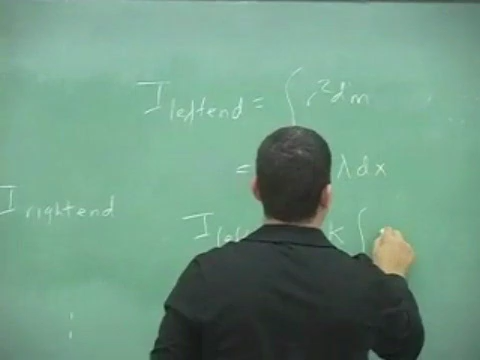 I leftend = ∫ r²dm
= λdx
I rightend
I k ∫